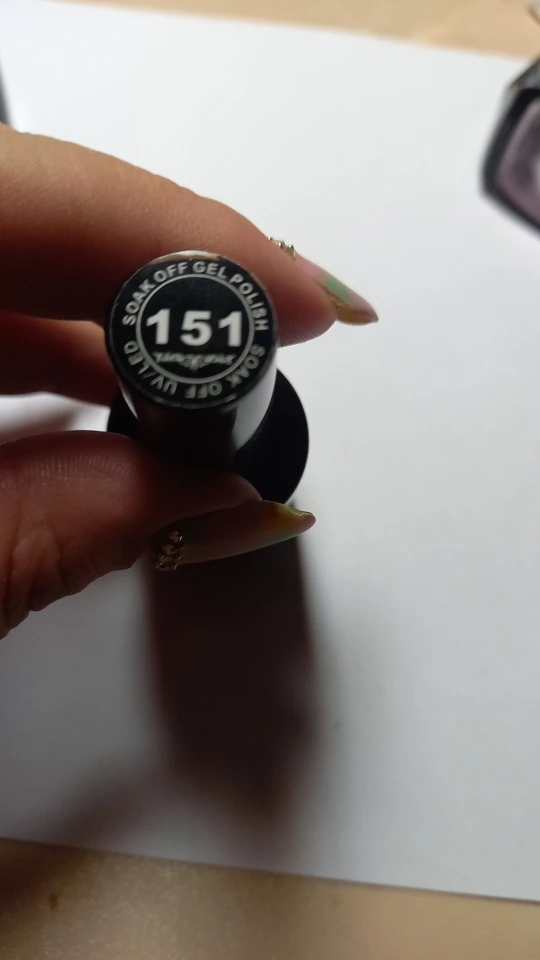 SOAK OFF GEL POLISH
151
SOAK OFF UV/LED